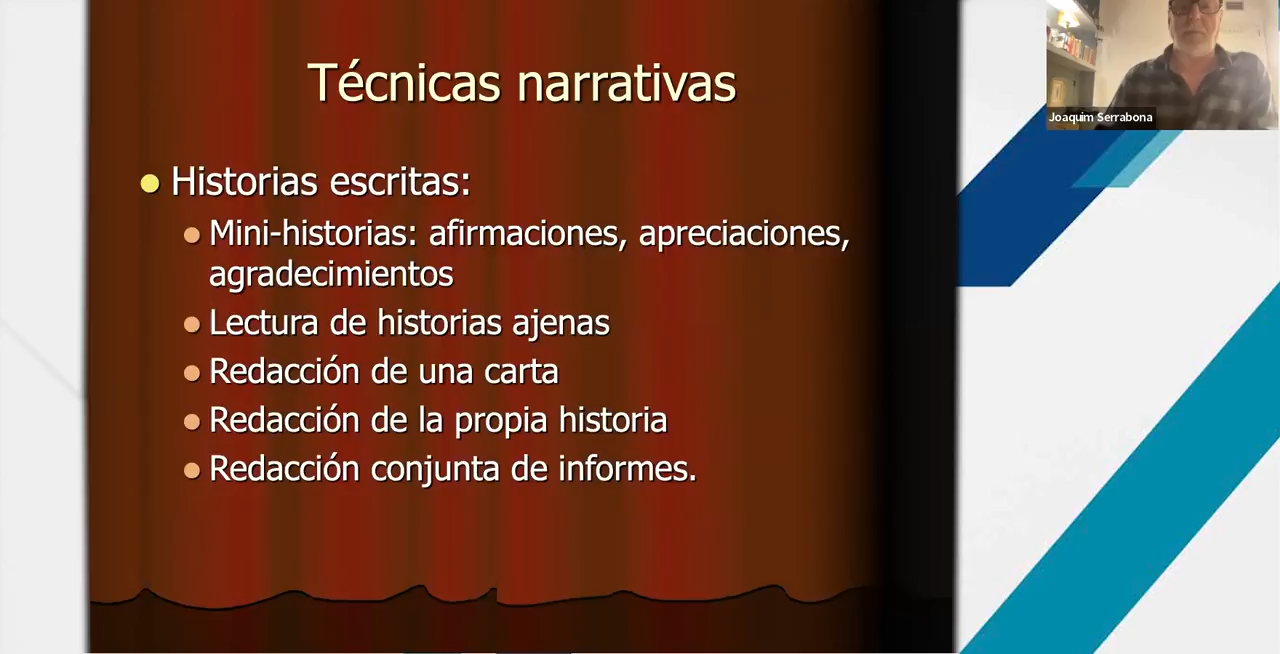 Técnicas narrativas
Historias escritas:
Mini-historias: afirmaciones, apreciaciones,
agradecimientos
Lectura de historias ajenas
Redacción de una carta
Redacción de la propia historia
Redacción conjunta de informes.
Joaquim Serrabona